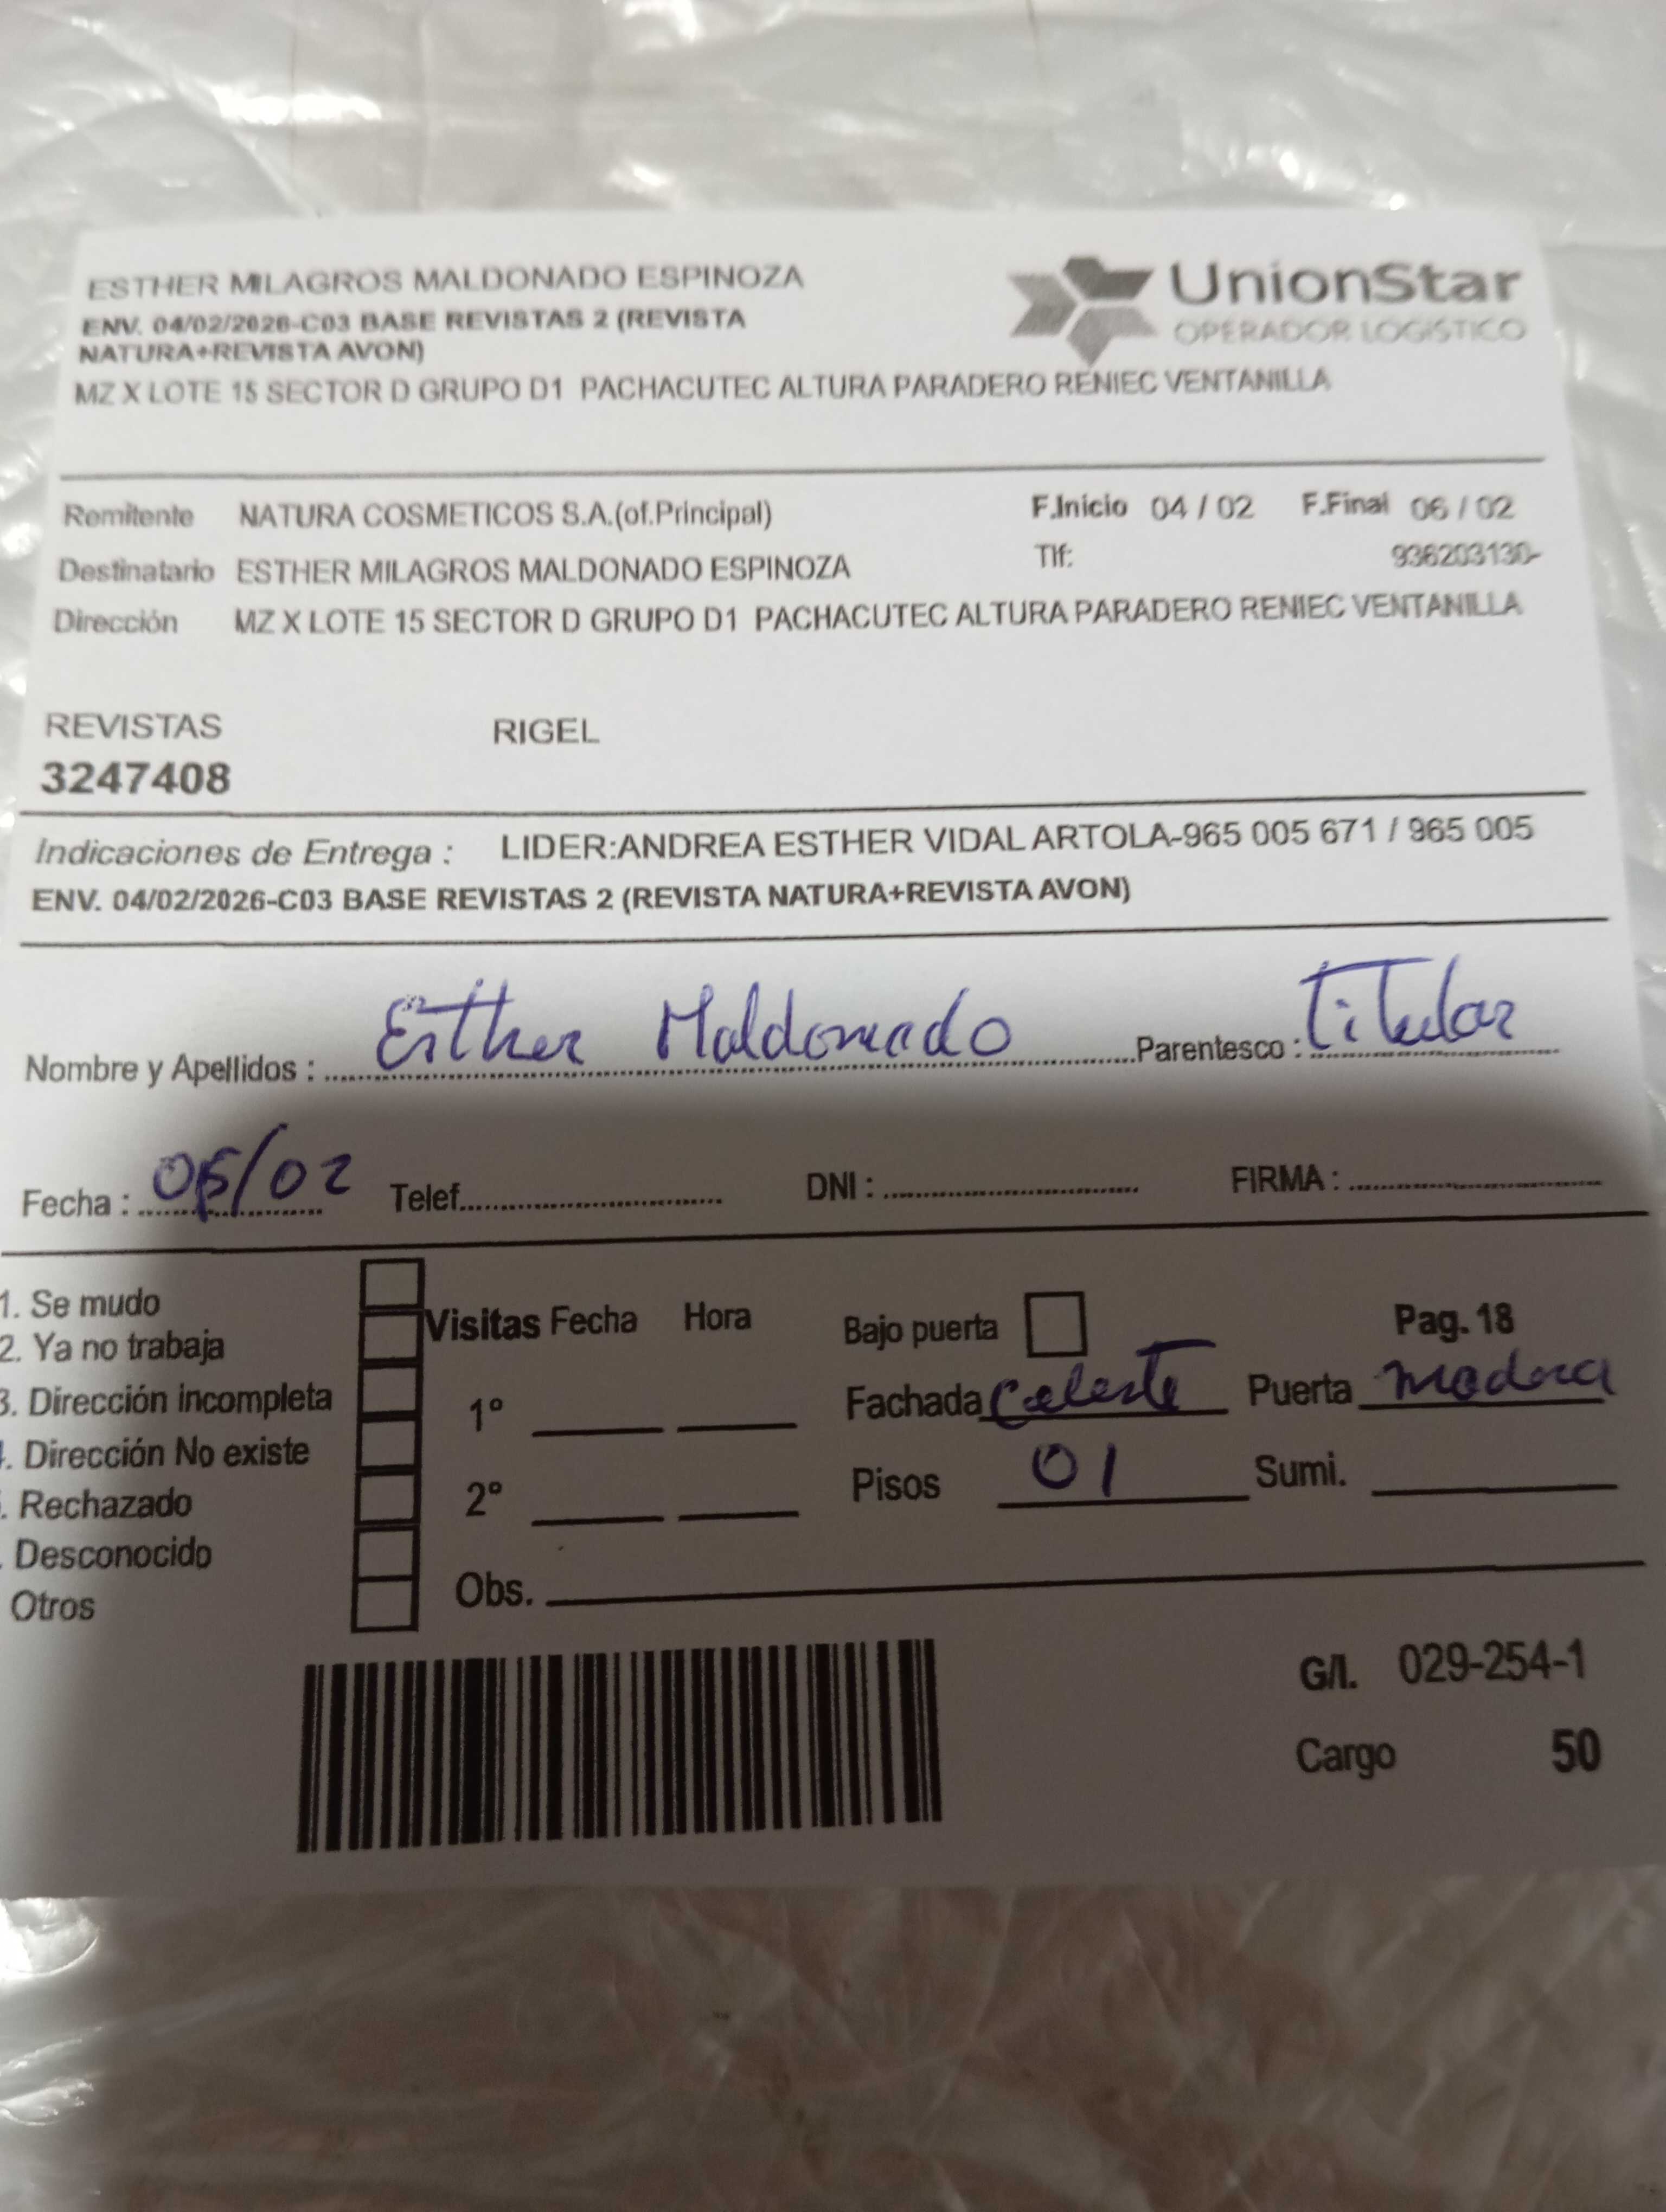 ESTHER MILAGROS MALDONADO ESPINOZA
UnionStar
OPERADOR LOGÍSTICO
ENV. 04/02/2026-C03 BASE REVISTAS 2 (REVISTA
NATURA+REVISTA AVON)
MZ X LOTE 15 SECTOR D GRUPO D1 PACHACUTEC ALTURA PARADERO RENIEC VENTANILLA
Remitente NATURA COSMETICOS S.A.(of.Principal) F.Inicio 04 / 02 F.Final 06 / 02
Destinatario ESTHER MILAGROS MALDONADO ESPINOZA Tlf: 936203130-
Dirección MZ X LOTE 15 SECTOR D GRUPO D1 PACHACUTEC ALTURA PARADERO RENIEC VENTANILLA
REVISTAS RIGEL
3247408
Indicaciones de Entrega : LIDER:ANDREA ESTHER VIDAL ARTOLA-965 005 671 / 965 005
ENV. 04/02/2026-C03 BASE REVISTAS 2 (REVISTA NATURA+REVISTA AVON)
Nombre y Apellidos : Esther Maldonado Parentesco : Titular
Fecha : /02 Telef. DNI : FIRMA :
1. Se mudo
2. Ya no trabaja
3. Dirección incompleta
. Dirección No existe
. Rechazado
. Desconocido
Otros
Visitas Fecha Hora
1°
2°
Obs.
Bajo puerta Pag. 18
Fachada Celeste Puerta madera
Pisos 01 Sumi.
G/I. 029-254-1
Cargo 50